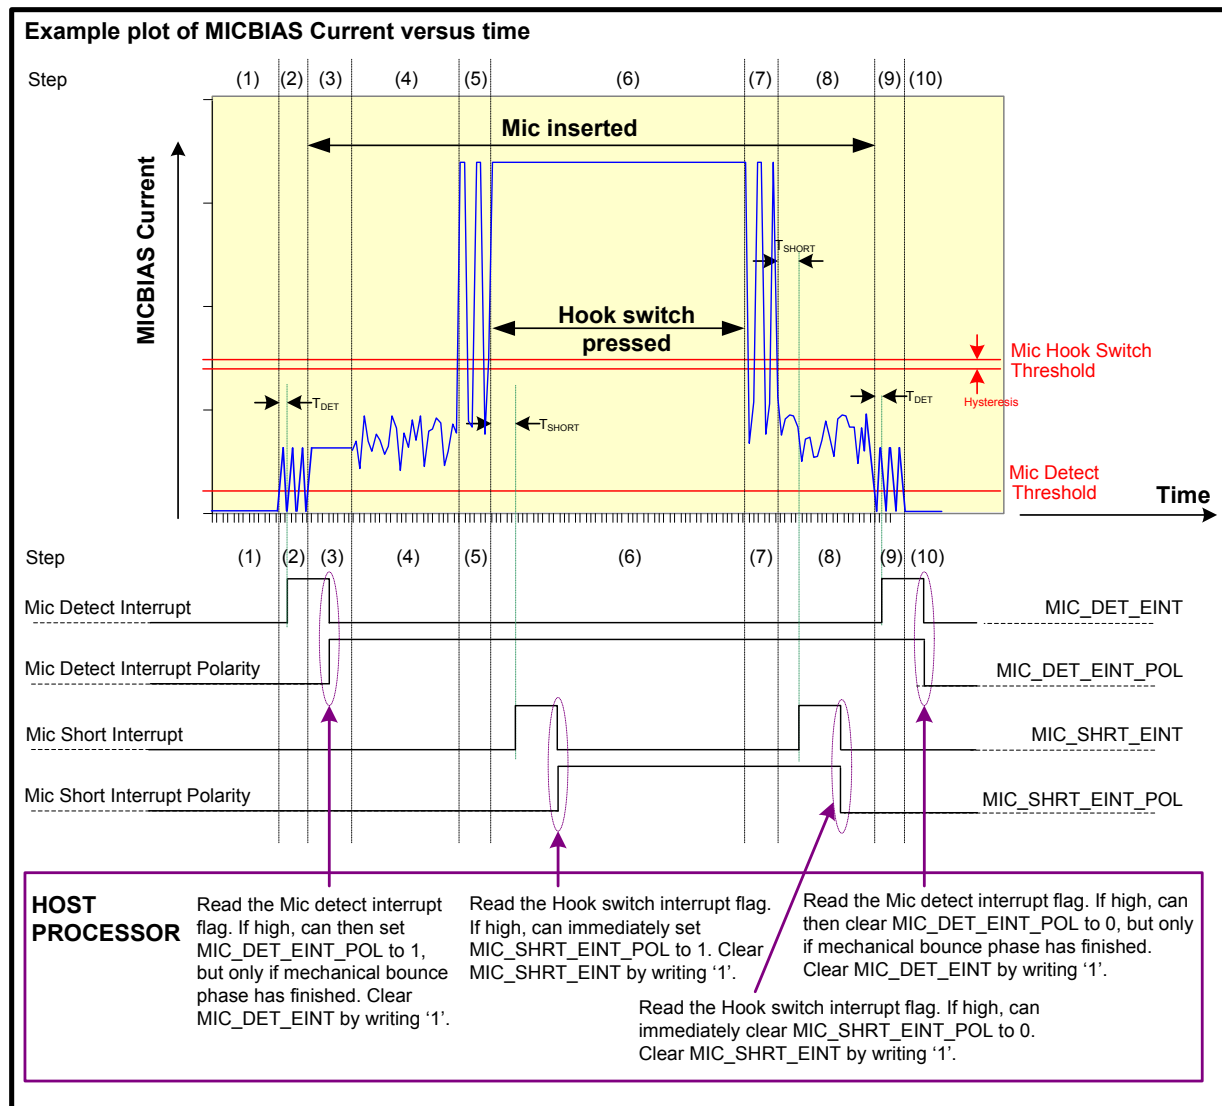 Example plot of MICBIAS Current versus time
Step
(1) (2) (3) (4) (5) (6) (7) (8) (9) (10)
Mic inserted
MICBIAS Current
TSHORT
Hook switch
pressed
Mic Hook Switch
Threshold
Hysteresis
TDET
TSHORT
TDET
Mic Detect
Threshold
Time
Step
(1) (2) (3) (4) (5) (6) (7) (8) (9) (10)
Mic Detect Interrupt
MIC_DET_EINT
Mic Detect Interrupt Polarity
MIC_DET_EINT_POL
Mic Short Interrupt
MIC_SHRT_EINT
Mic Short Interrupt Polarity
MIC_SHRT_EINT_POL
HOST
PROCESSOR
Read the Mic detect interrupt
flag. If high, can then set
MIC_DET_EINT_POL to 1,
but only if mechanical bounce
phase has finished. Clear
MIC_DET_EINT by writing ‘1’.
Read the Hook switch interrupt flag.
If high, can immediately set
MIC_SHRT_EINT_POL to 1. Clear
MIC_SHRT_EINT by writing ‘1’.
Read the Mic detect interrupt flag. If high, can
then clear MIC_DET_EINT_POL to 0, but only
if mechanical bounce phase has finished.
Clear MIC_DET_EINT by writing ‘1’.
Read the Hook switch interrupt flag. If high, can
immediately clear MIC_SHRT_EINT_POL to 0.
Clear MIC_SHRT_EINT by writing ‘1’.